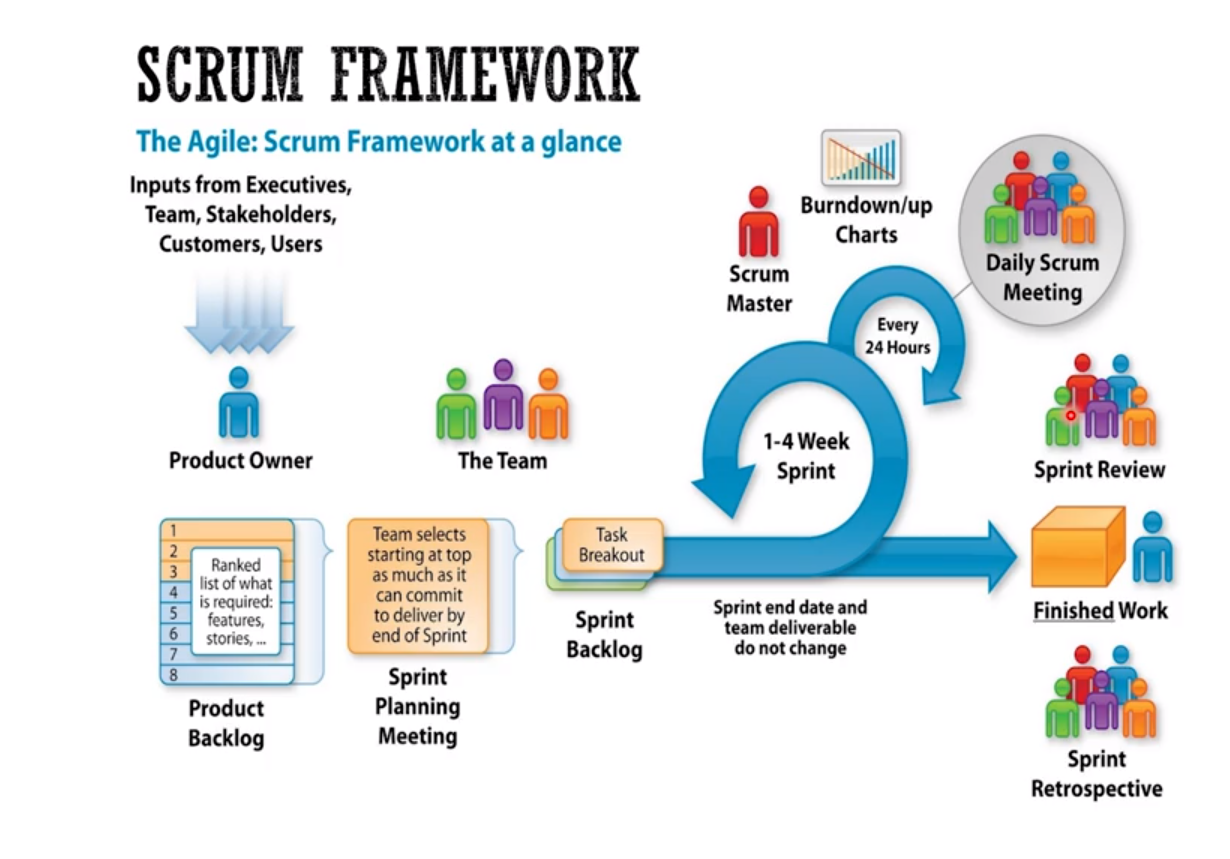 SCRUM FRAMEWORK
The Agile: Scrum Framework at a glance
Inputs from Executives,
Team, Stakeholders,
Customers, Users
Product Owner
The Team
Scrum
Master
Burndown/up
Charts
Daily Scrum
Meeting
Every
24 Hours
1-4 Week
Sprint
Sprint Review
1
2
3
4
5
6
7
8
Ranked
list of what
is required:
features,
stories, ...
Product
Backlog
Team selects
starting at top
as much as it
can commit
to deliver by
end of Sprint
Sprint
Planning
Meeting
Task
Breakout
Sprint
Backlog
Sprint end date and
team deliverable
do not change
Finished Work
Sprint
Retrospective